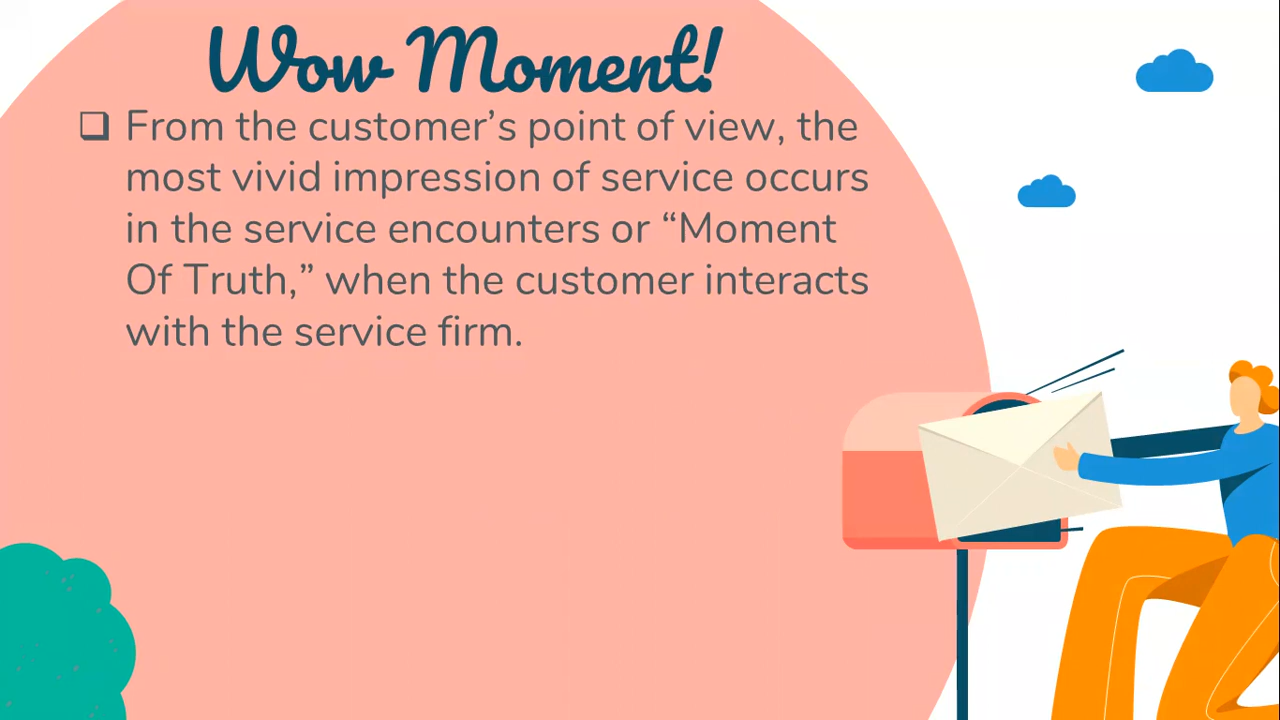 Wow Moment!
❑ From the customer’s point of view, the
most vivid impression of service occurs
in the service encounters or “Moment
Of Truth,” when the customer interacts
with the service firm.